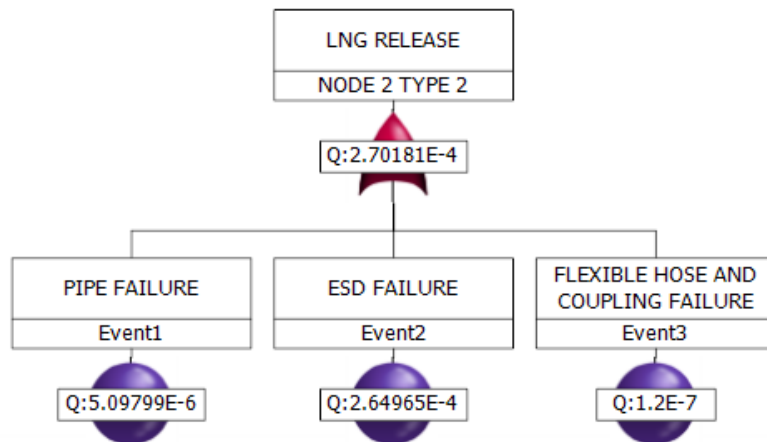 LNG RELEASE
NODE 2 TYPE 2
Q:2.70181E-4
PIPE FAILURE
Event1
Q:5.09799E-6
ESD FAILURE
Event2
Q:2.64965E-4
FLEXIBLE HOSE AND
COUPLING FAILURE
Event3
Q:1.2E-7